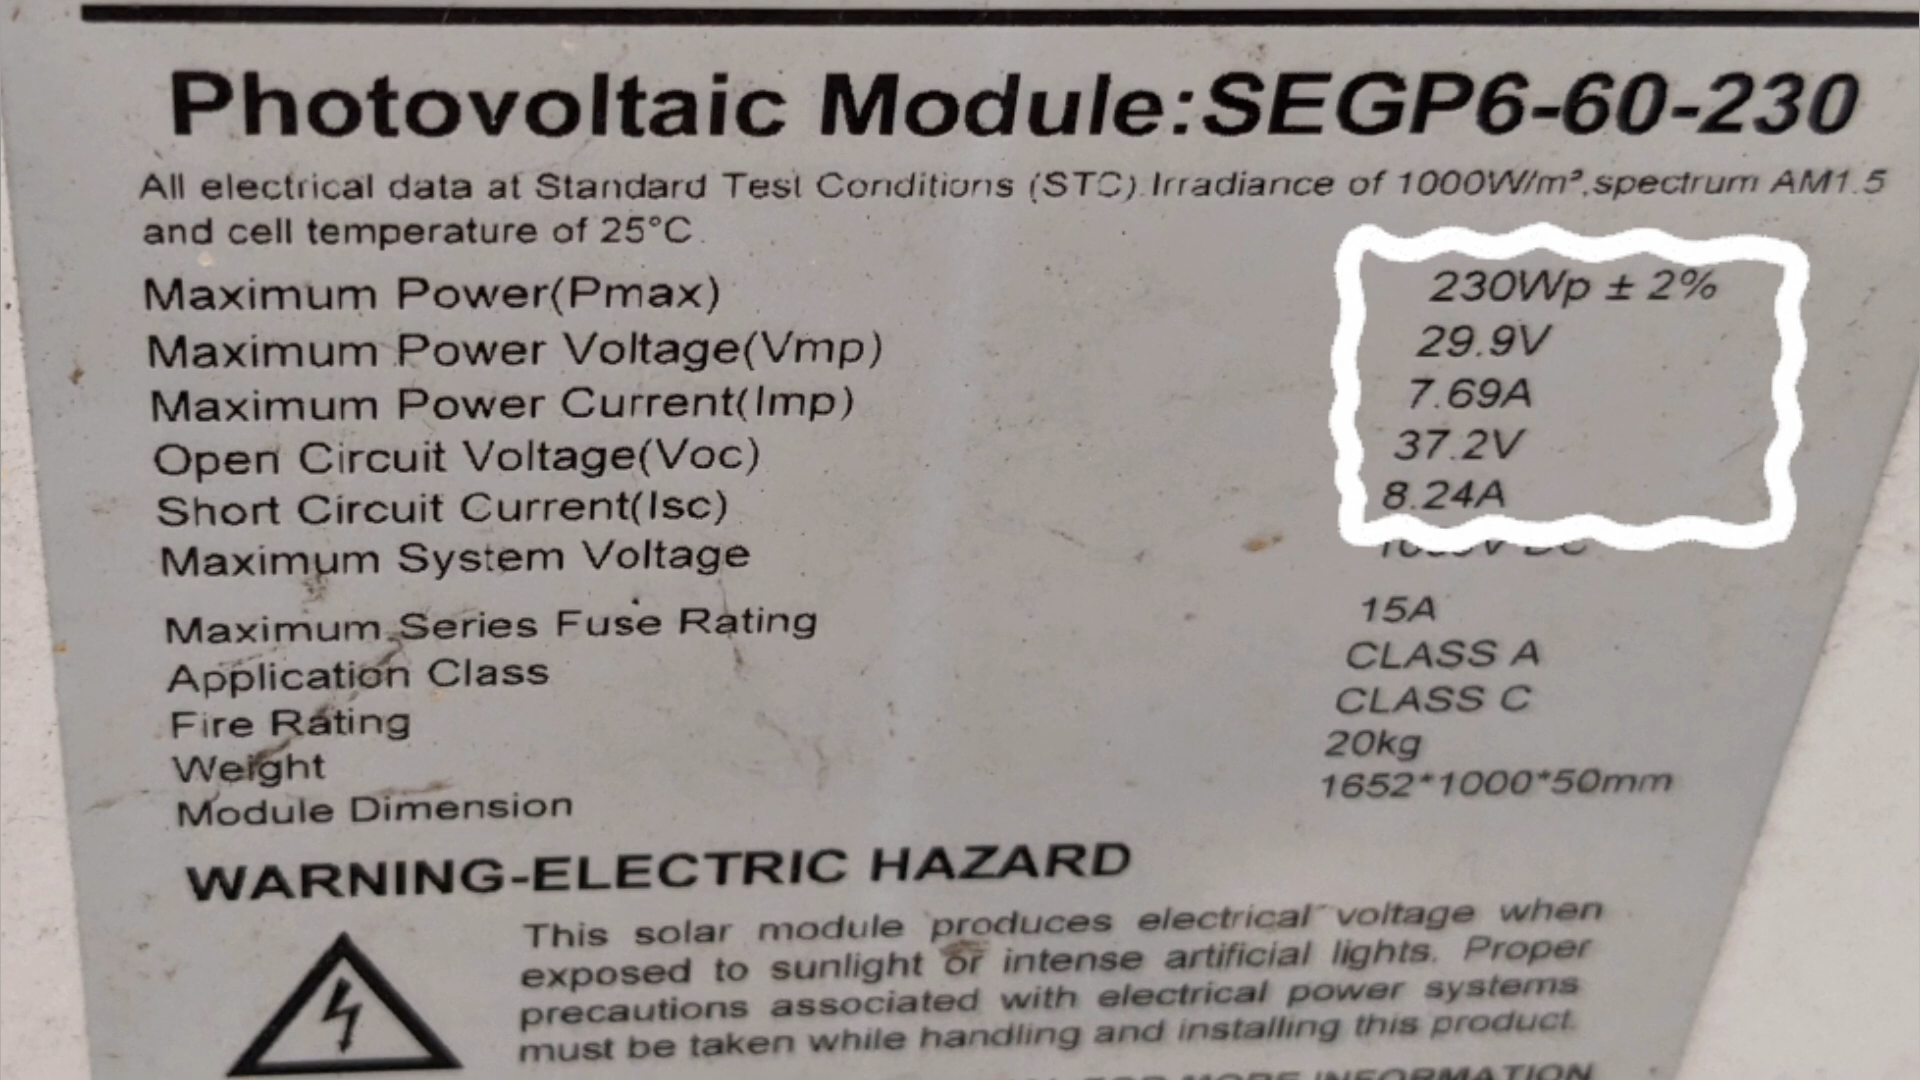 Photovoltaic Module:SEGP6-60-230
All electrical data at Standard Test Conditions (STC).Irradiance of 1000W/m²,spectrum AM1.5
and cell temperature of 25°C.
Maximum Power(Pmax) 230Wp ± 2%
Maximum Power Voltage(Vmp) 29.9V
Maximum Power Current(Imp) 7.69A
Open Circuit Voltage(Voc) 37.2V
Short Circuit Current(Isc) 8.24A
Maximum System Voltage DC
Maximum Series Fuse Rating 15A
Application Class CLASS A
Fire Rating CLASS C
Weight 20kg
Module Dimension 1652*1000*50mm
WARNING-ELECTRIC HAZARD
This solar module produces electrical voltage when
exposed to sunlight or intense artificial lights. Proper
precautions associated with electrical power systems
must be taken while handling and installing this product.
FOR MORE INFORMATION